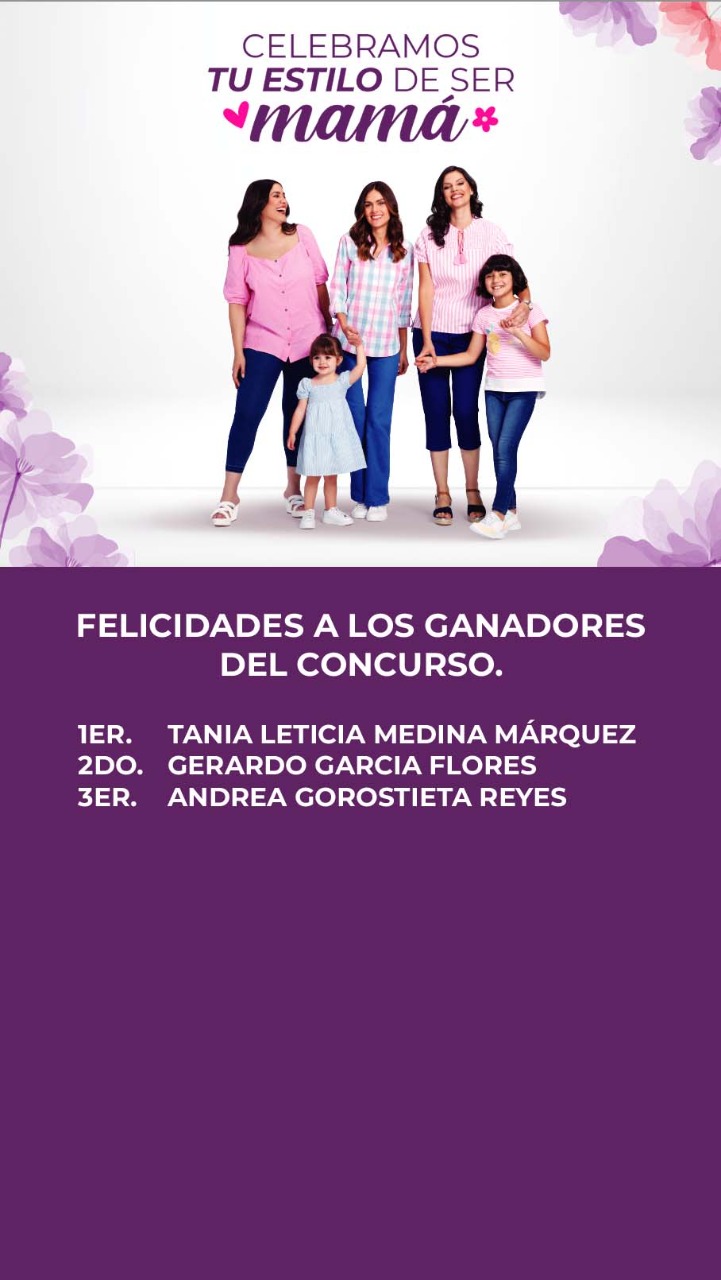 CELEBRAMOS
TU ESTILO DE SER
mamá
FELICIDADES A LOS GANADORES
DEL CONCURSO.
1ER. TANIA LETICIA MEDINA MÁRQUEZ
2DO. GERARDO GARCIA FLORES
3ER. ANDREA GOROSTIETA REYES